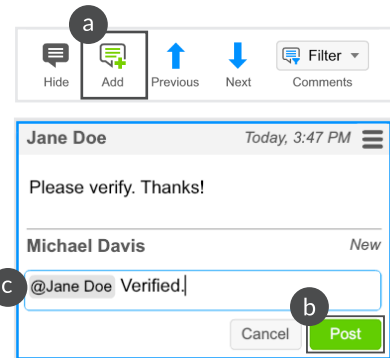 a
Hide Add Previous Next Filter Comments
Jane Doe Today, 3:47 PM
Please verify. Thanks!
Michael Davis New
c @Jane Doe Verified.
b
Cancel Post